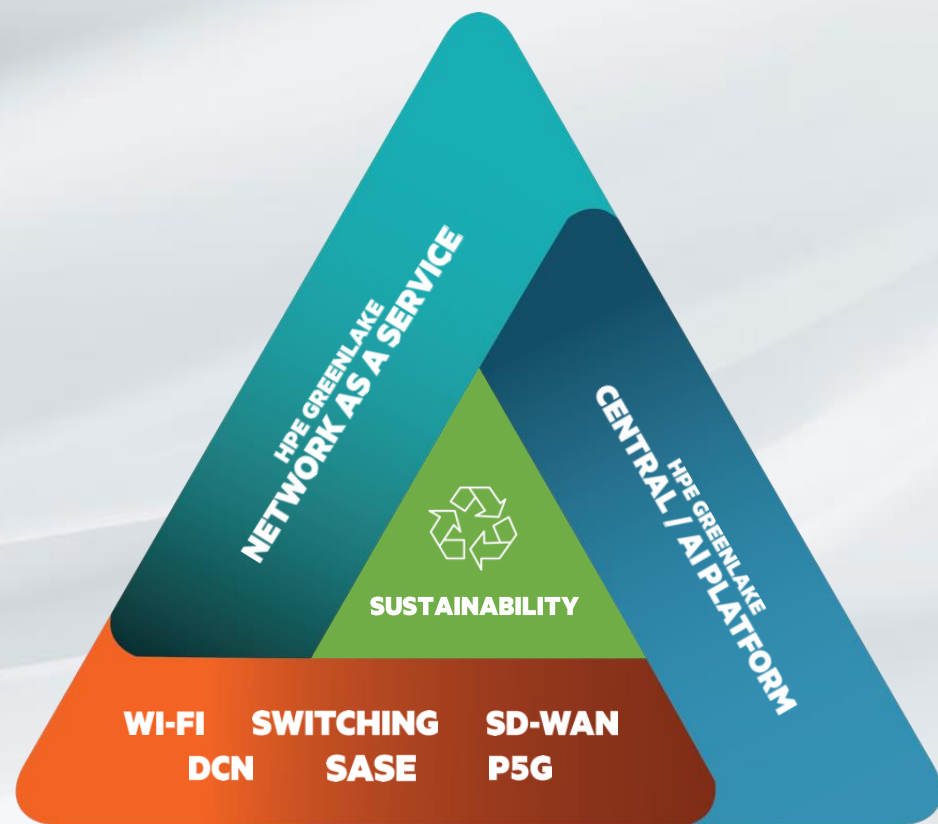 HPE GREENLAKE
NETWORK AS A SERVICE
HPE GREENLAKE
CENTRAL / AI PLATFORM
SUSTAINABILITY
WI-FI SWITCHING SD-WAN
DCN SASE P5G